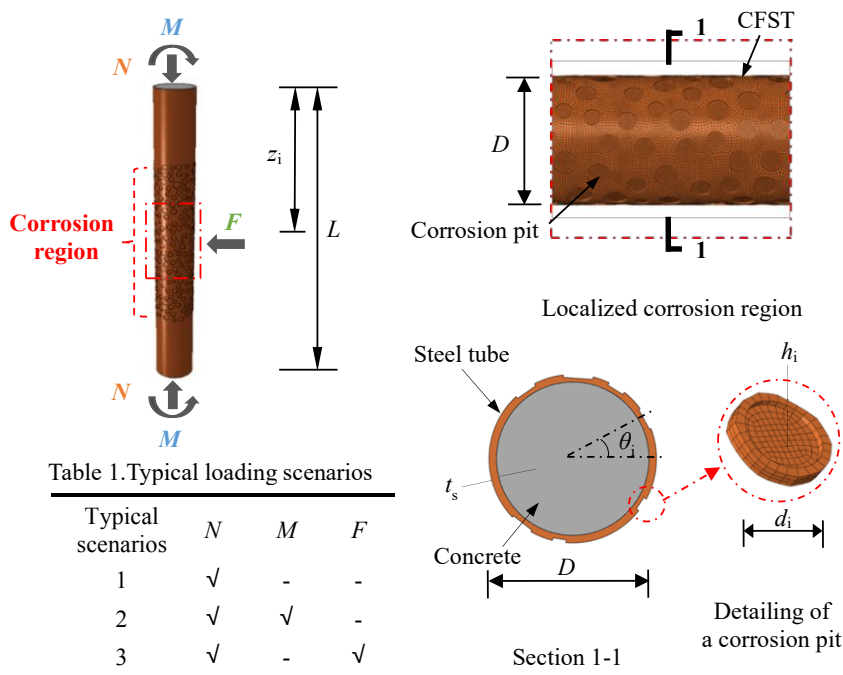 M
N
z_i
L
Corrosion
region
F
N
M
Table 1.Typical loading scenarios
Typical
scenarios
N M F
1 √ - -
2 √ √ -
3 √ - √
1
CFST
D
Corrosion pit
1
Localized corrosion region
Steel tube
h_i
θ_i
t_s
Concrete
d_i
D
Detailing of
a corrosion pit
Section 1-1